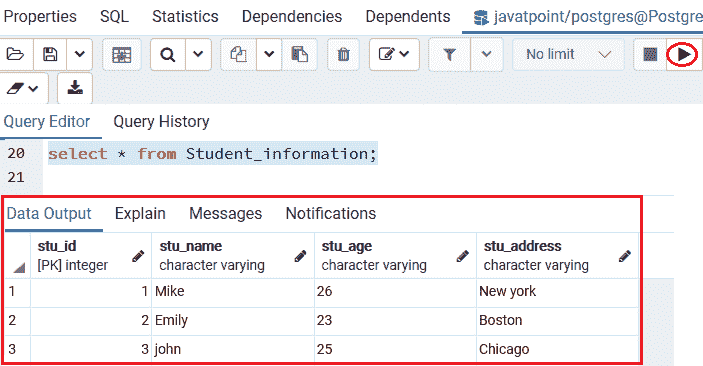 Properties SQL Statistics Dependencies Dependents javatpoint/postgres@Postgre
No limit
Query Editor Query History
20 select * from Student_information;
21
Data Output Explain Messages Notifications
stu_id stu_name stu_age stu_address
[PK] integer character varying character varying character varying
1 1 Mike 26 New york
2 2 Emily 23 Boston
3 3 john 25 Chicago